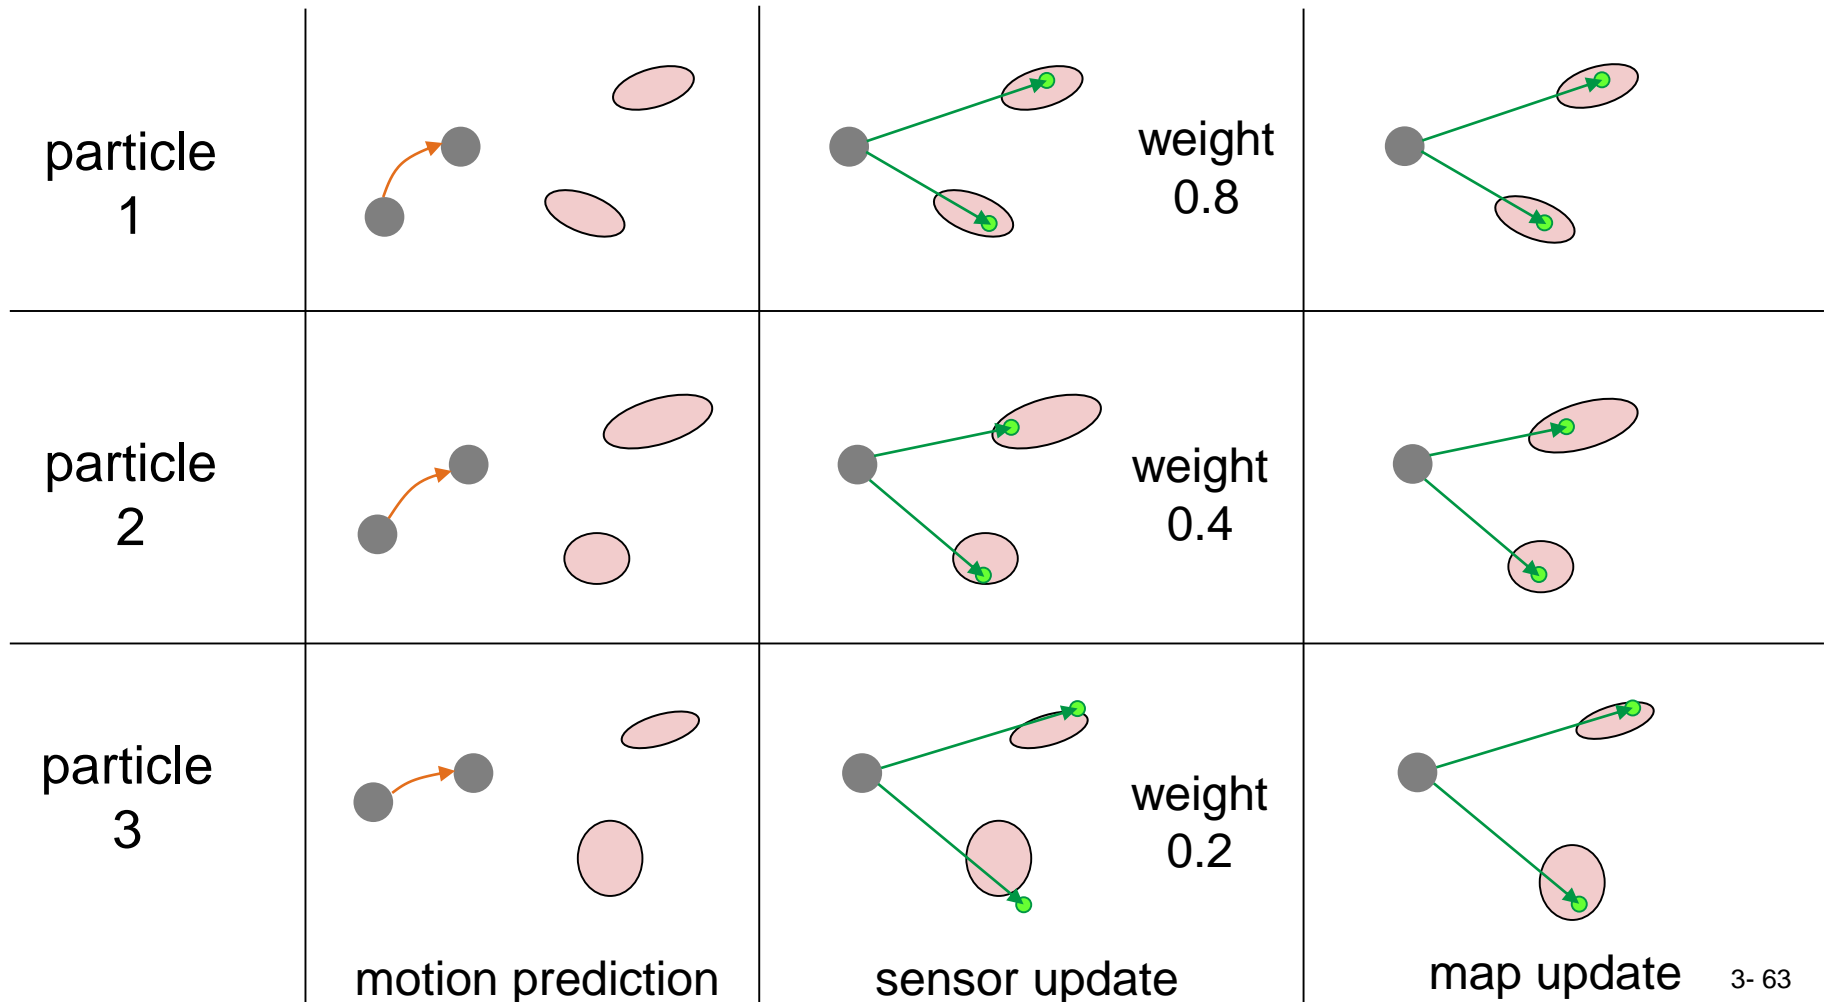 particle
1
weight
0.8
particle
2
weight
0.4
particle
3
weight
0.2
motion prediction
sensor update
map update
3- 63